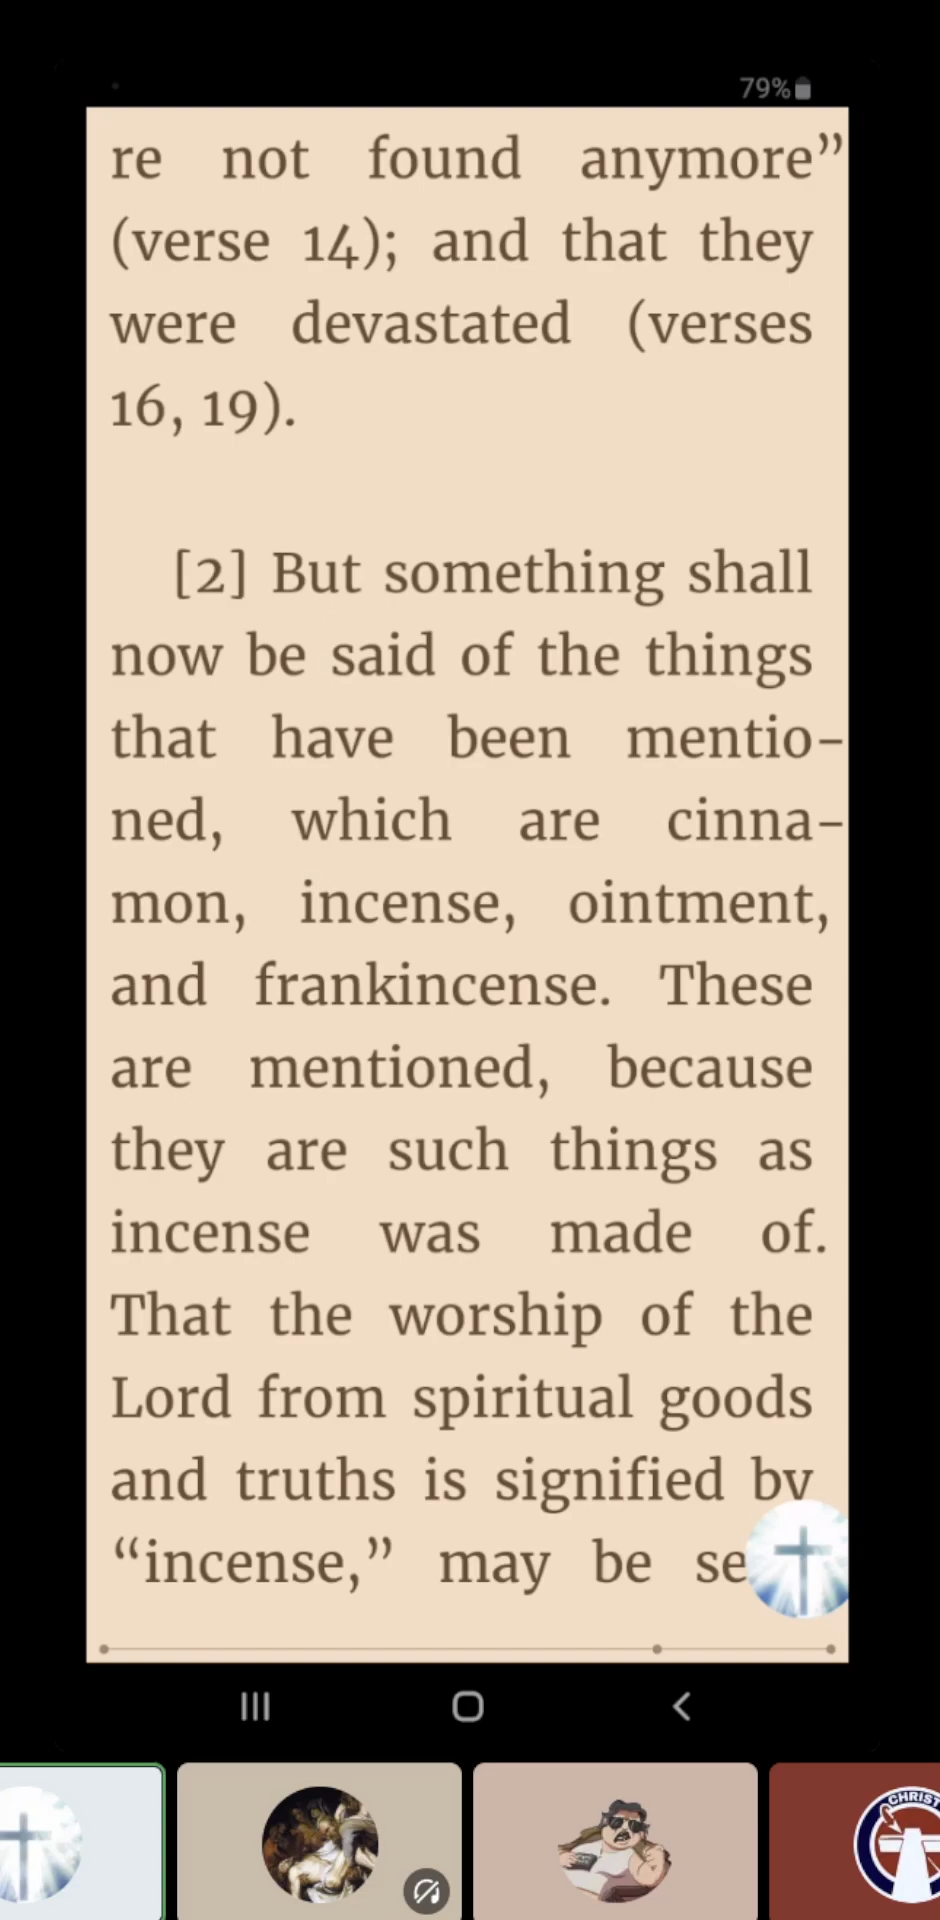 79%
re not found anymore”
(verse 14); and that they
were devastated (verses
16, 19).
[2] But something shall
now be said of the things
that have been mentio-
ned, which are cinna-
mon, incense, ointment,
and frankincense. These
are mentioned, because
they are such things as
incense was made of.
That the worship of the
Lord from spiritual goods
and truths is signified by
“incense,” may be se
CHRIST